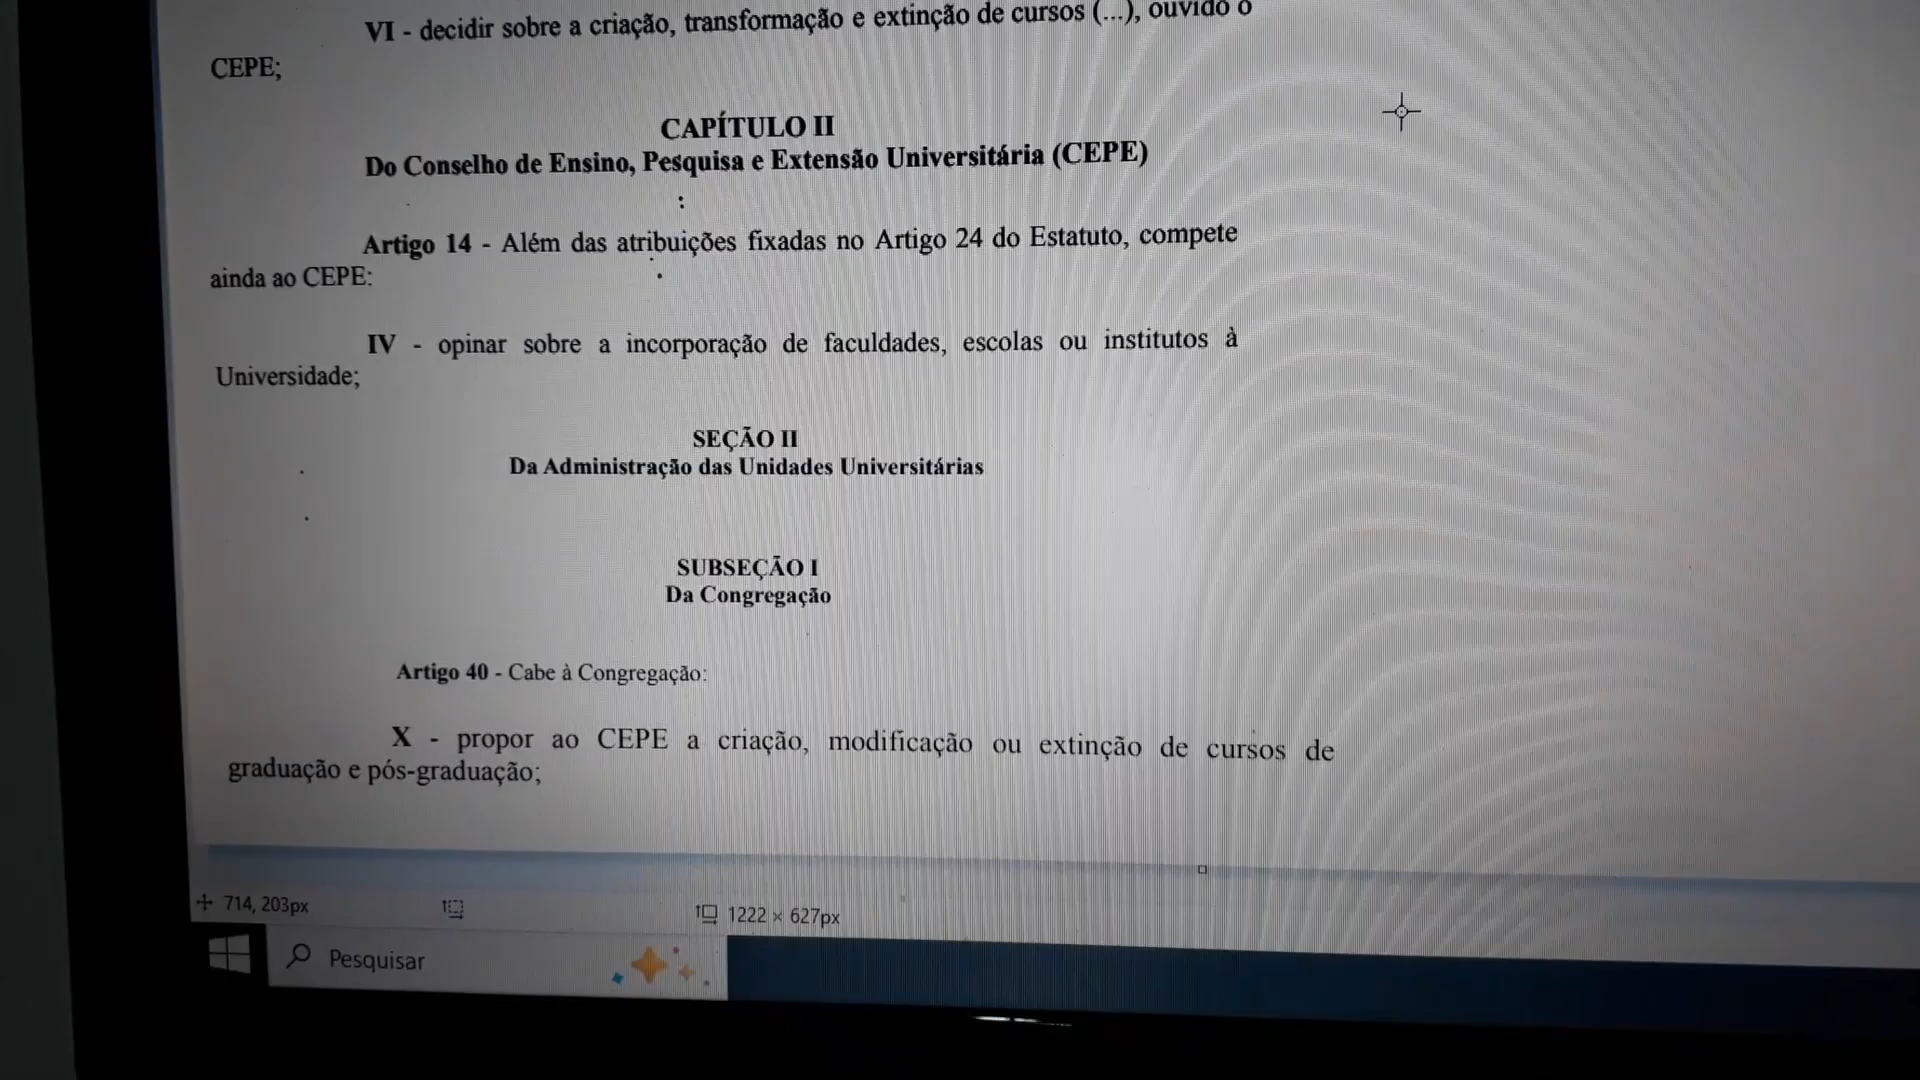 VI - decidir sobre a criação, transformação e extinção de cursos (...), ouvido o
CEPE;
CAPÍTULO II
Do Conselho de Ensino, Pesquisa e Extensão Universitária (CEPE)
:
Artigo 14 - Além das atribuições fixadas no Artigo 24 do Estatuto, compete
ainda ao CEPE:
IV - opinar sobre a incorporação de faculdades, escolas ou institutos à
Universidade;
SEÇÃO II
Da Administração das Unidades Universitárias
SUBSEÇÃO I
Da Congregação
Artigo 40 - Cabe à Congregação:
X - propor ao CEPE a criação, modificação ou extinção de cursos de
graduação e pós-graduação;
714, 203px
1222 × 627px
Pesquisar